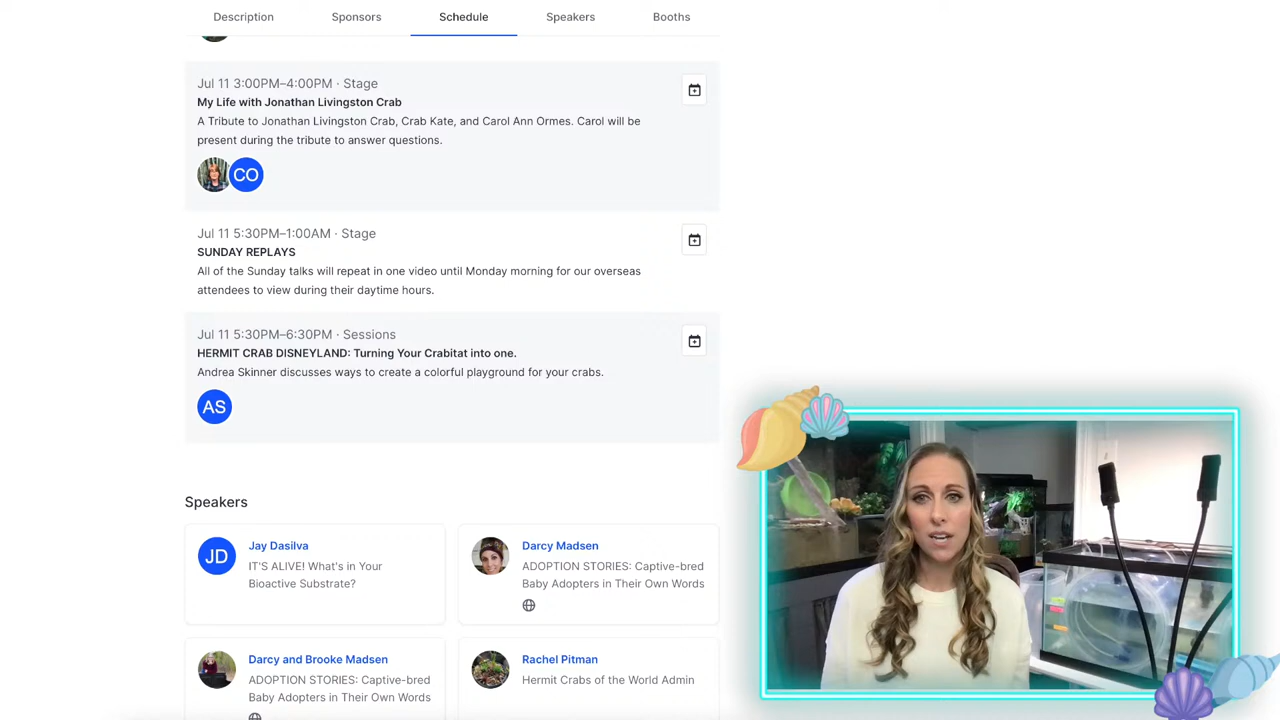 Description
Sponsors
Schedule
Speakers
Booths
Jul 11 3:00PM–4:00PM · Stage
My Life with Jonathan Livingston Crab
A Tribute to Jonathan Livingston Crab, Crab Kate, and Carol Ann Ormes. Carol will be
present during the tribute to answer questions.
CO
Jul 11 5:30PM–1:00AM · Stage
SUNDAY REPLAYS
All of the Sunday talks will repeat in one video until Monday morning for our overseas
attendees to view during their daytime hours.
Jul 11 5:30PM–6:30PM · Sessions
HERMIT CRAB DISNEYLAND: Turning Your Crabitat into one.
Andrea Skinner discusses ways to create a colorful playground for your crabs.
AS
Speakers
JD
Jay Dasilva
IT'S ALIVE! What's in Your
Bioactive Substrate?
Darcy Madsen
ADOPTION STORIES: Captive-bred
Baby Adopters in Their Own Words
Darcy and Brooke Madsen
ADOPTION STORIES: Captive-bred
Baby Adopters in Their Own Words
Rachel Pitman
Hermit Crabs of the World Admin